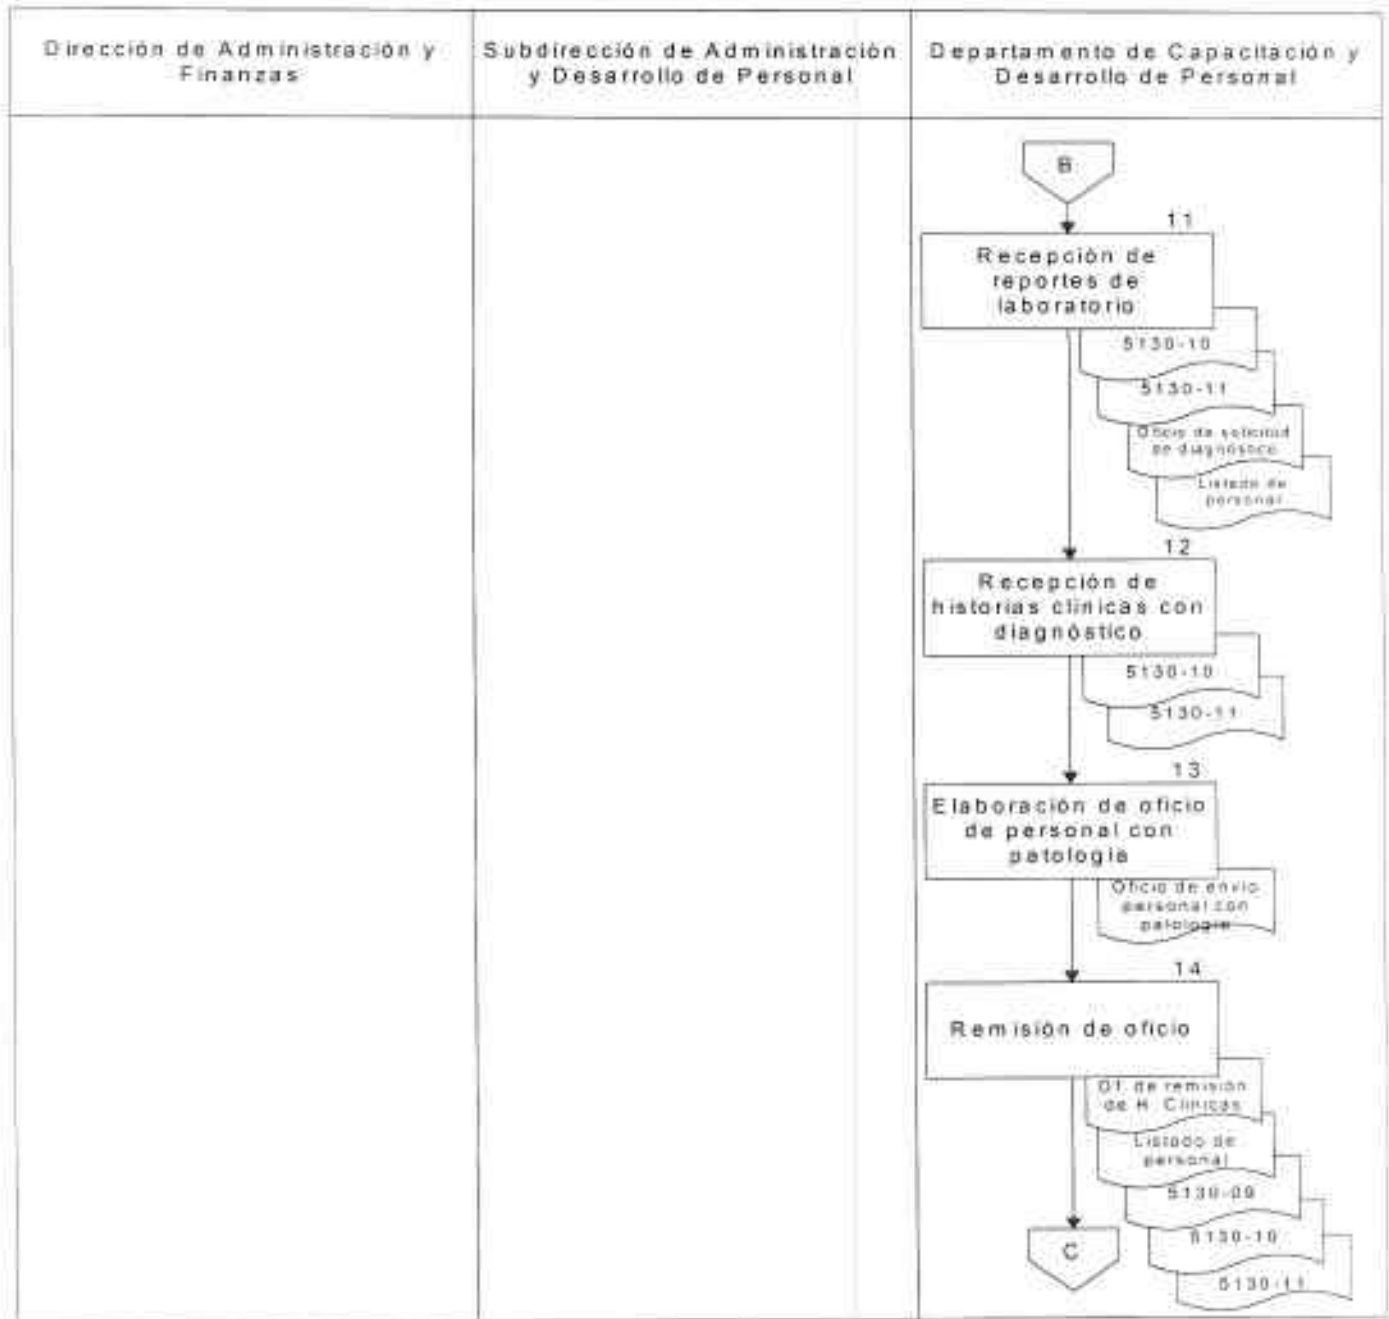 Dirección de Administración y
Finanzas
Subdirección de Administración
y Desarrollo de Personal
Departamento de Capacitación y
Desarrollo de Personal
B
11
Recepción de
reportes de
laboratorio
5130-10
5130-11
Oficio de solicitud
de diagnóstico
Listado de
personal
12
Recepción de
historias clínicas con
diagnóstico
5130-10
5130-11
13
Elaboración de oficio
de personal con
patología
Oficio de envio
personal con
patología
14
Remisión de oficio
Of. de remisión
de H. Clínicas
Listado de
personal
5130-09
5130-10
5130-11
C